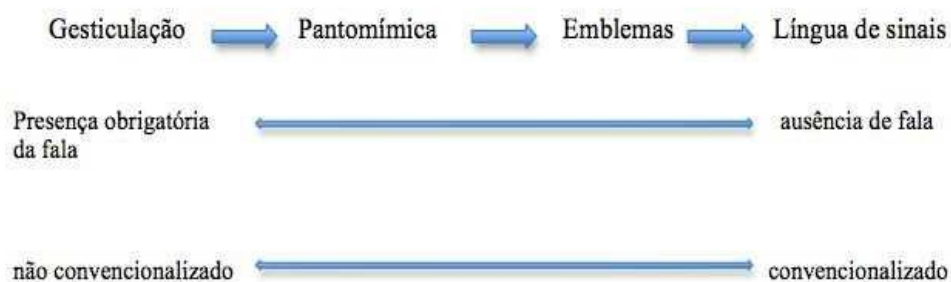 Gesticulação Pantomímica Emblemas Língua de sinais
Presença obrigatória ausência de fala
da fala
não convencionalizado convencionalizado